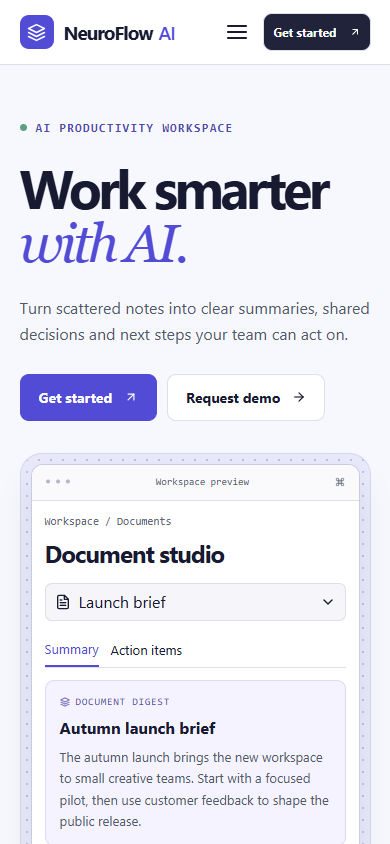 NeuroFlow AI
Get started
AI PRODUCTIVITY WORKSPACE
Work smarter
with AI.
Turn scattered notes into clear summaries, shared
decisions and next steps your team can act on.
Get started
Request demo
Workspace preview
⌘
Workspace / Documents
Document studio
Launch brief
Summary
Action items
DOCUMENT DIGEST
Autumn launch brief
The autumn launch brings the new workspace
to small creative teams. Start with a focused
pilot, then use customer feedback to shape the
public release.